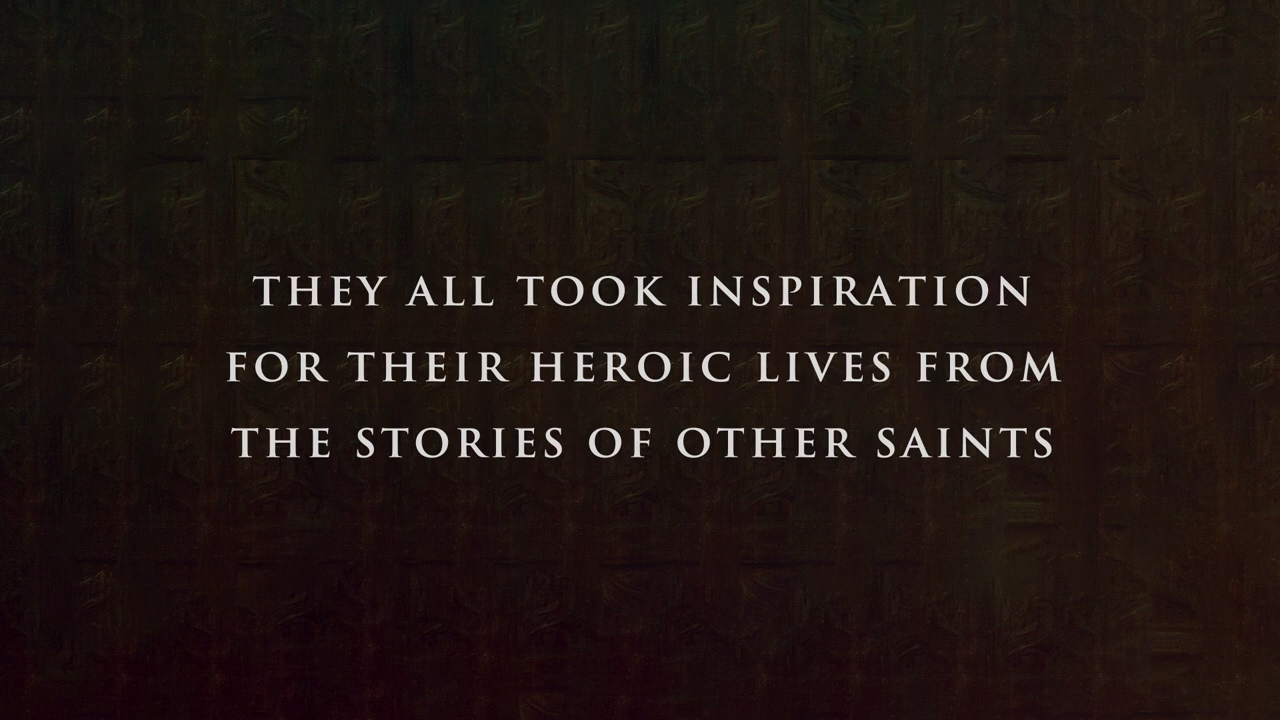 THEY ALL TOOK INSPIRATION
FOR THEIR HEROIC LIVES FROM
THE STORIES OF OTHER SAINTS